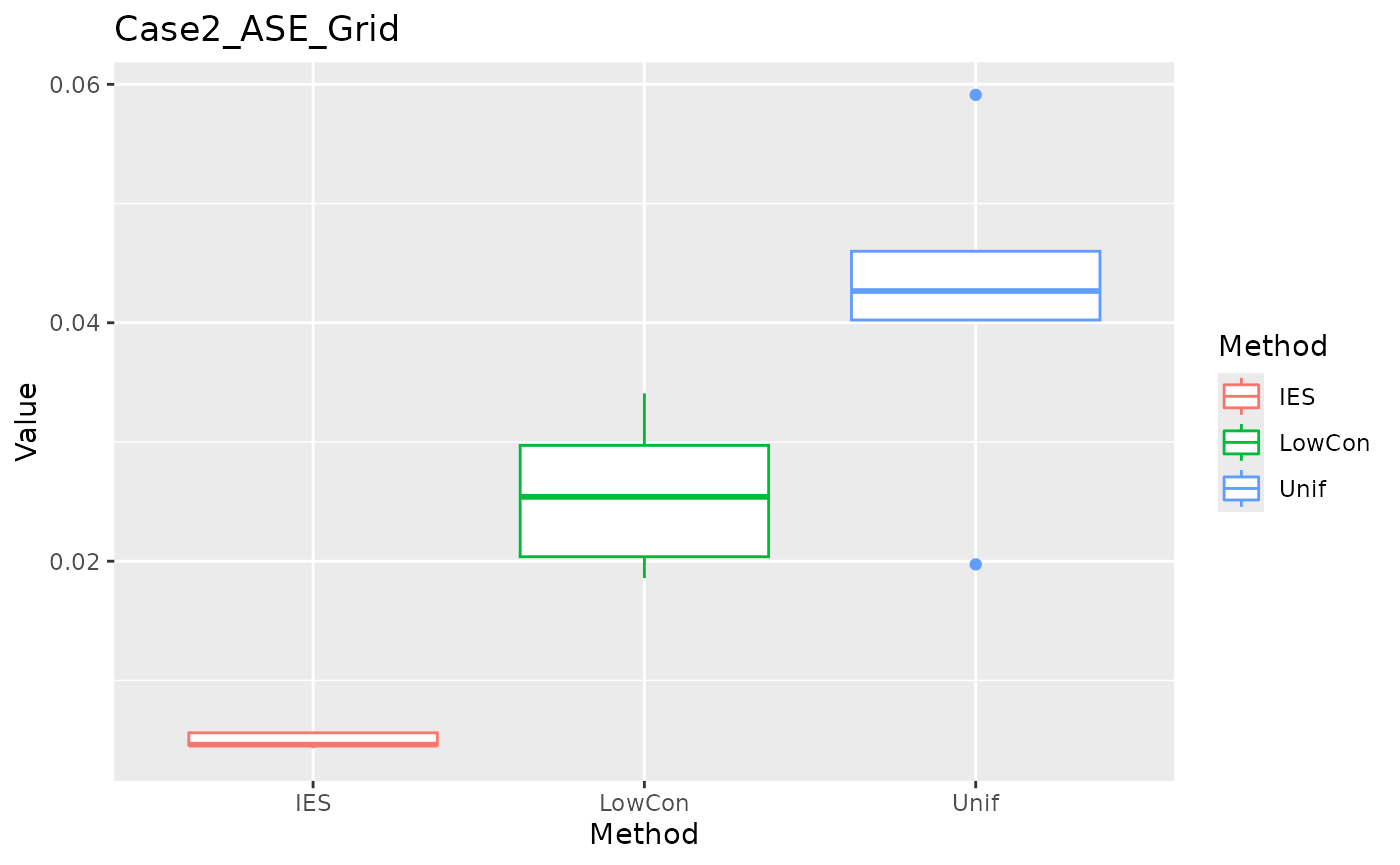 Case2_ASE_Grid
0.06
0.04
0.02
Value
IES
LowCon
Unif
Method
Method
IES
LowCon
Unif